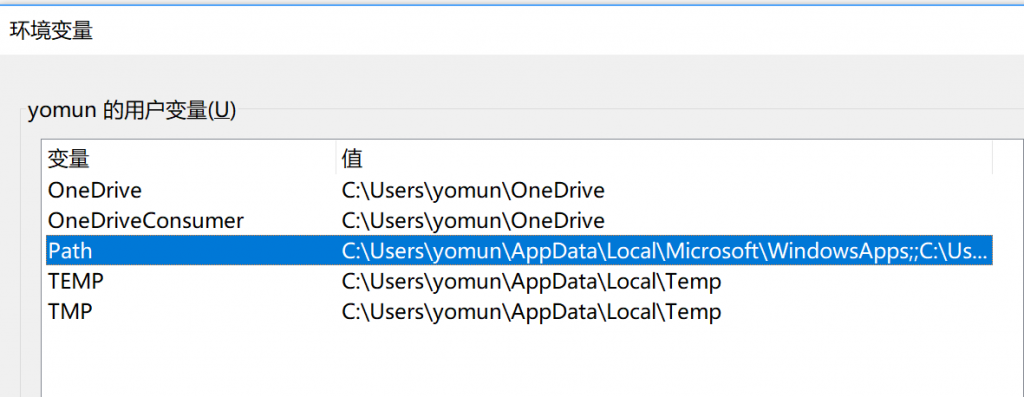 环境变量
yomun 的用户变量(U)
变量 值
OneDrive C:\Users\yomun\OneDrive
OneDriveConsumer C:\Users\yomun\OneDrive
Path C:\Users\yomun\AppData\Local\Microsoft\WindowsApps;;C:\Us...
TEMP C:\Users\yomun\AppData\Local\Temp
TMP C:\Users\yomun\AppData\Local\Temp